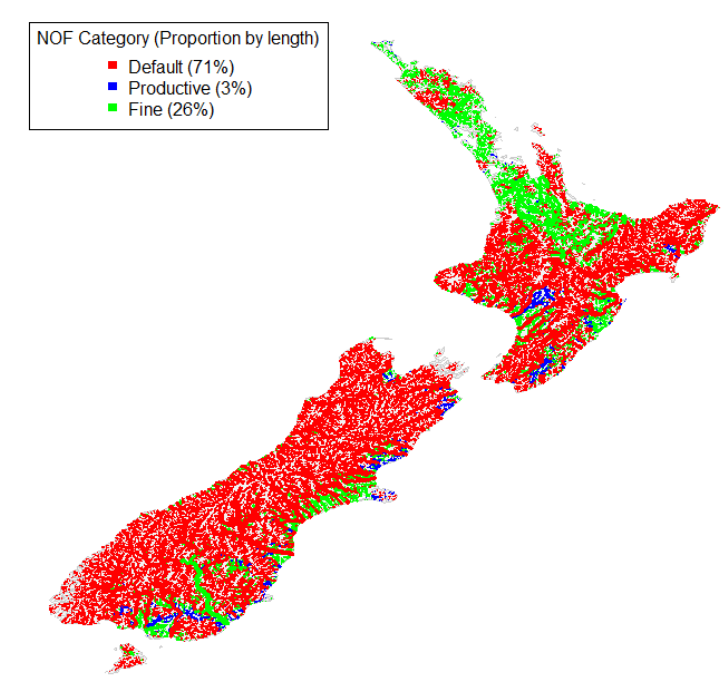 NOF Category (Proportion by length)
Default (71%)
Productive (3%)
Fine (26%)